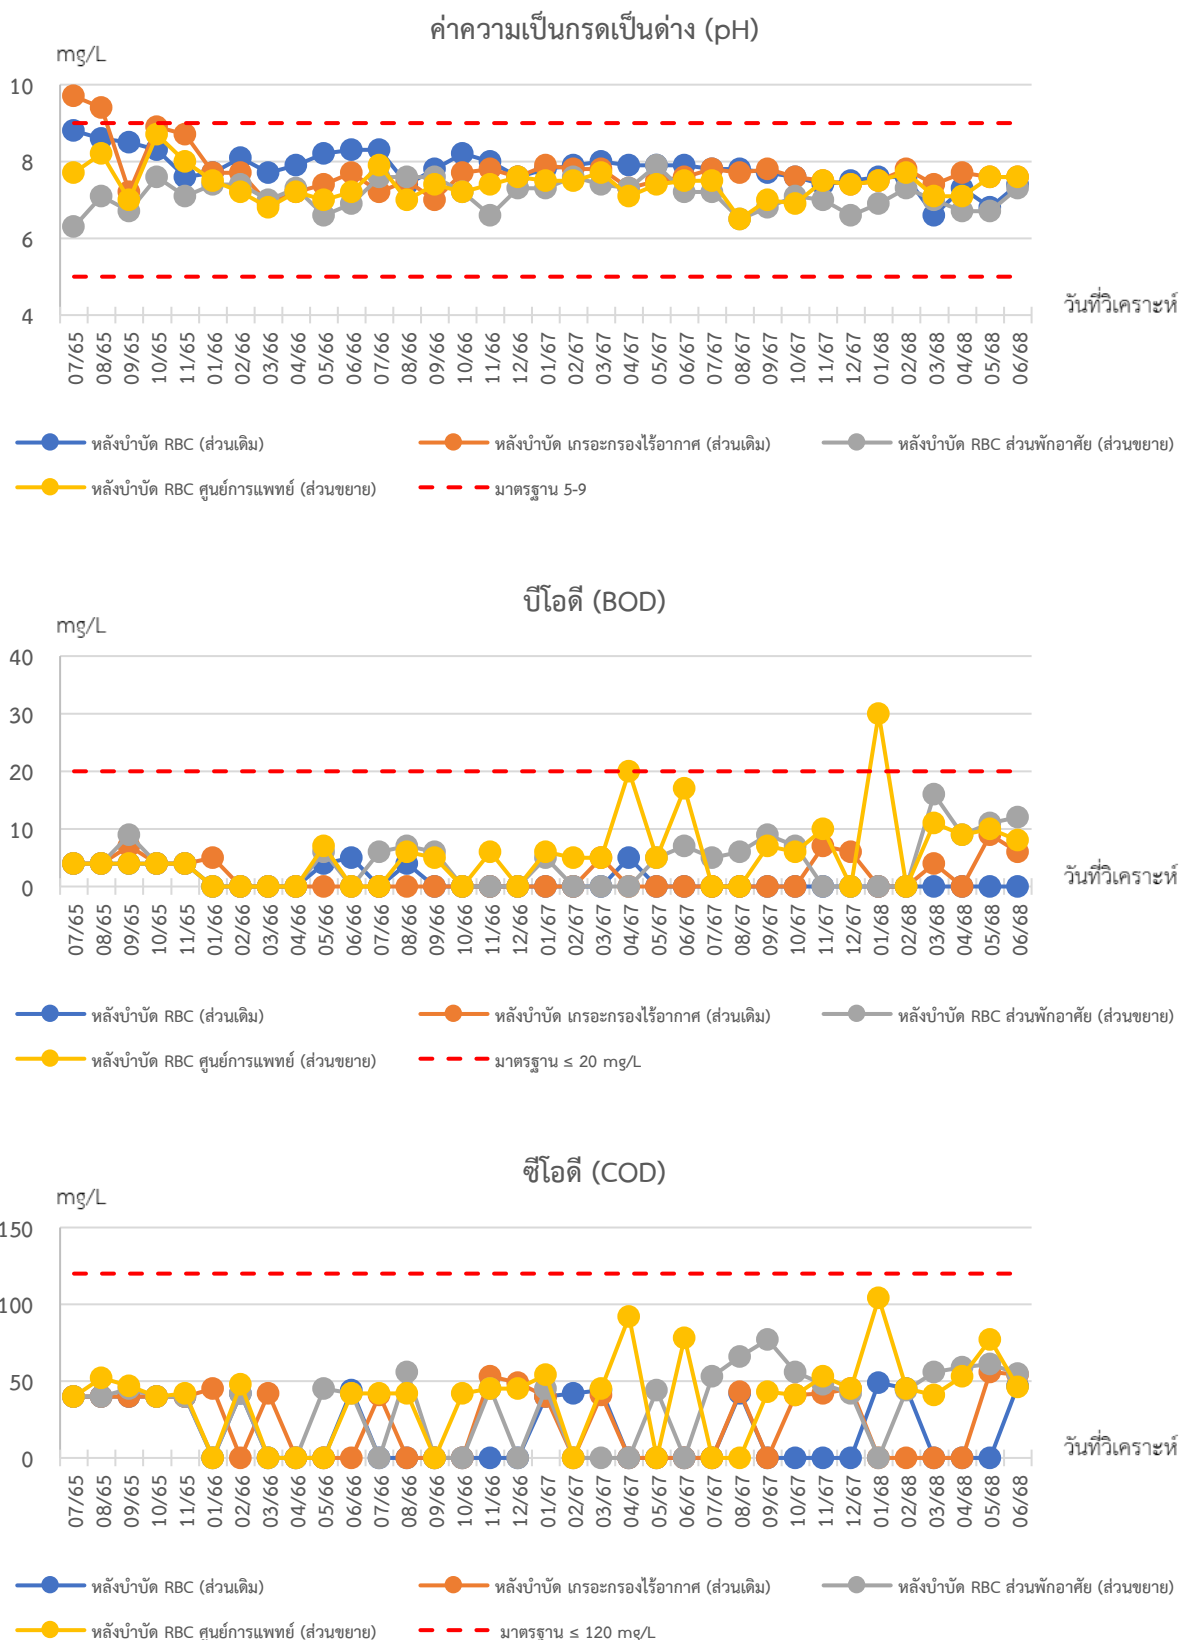 ค่าความเป็นกรดเป็นด่าง (pH)
mg/L
10
8
6
4
วันที่วิเคราะห์
07/65 08/65 09/65 10/65 11/65 01/66 02/66 03/66 04/66 05/66 06/66 07/66 08/66 09/66 10/66 11/66 12/66 01/67 02/67 03/67 04/67 05/67 06/67 07/67 08/67 09/67 10/67 11/67 12/67 01/68 02/68 03/68 04/68 05/68 06/68
หลังบำบัด RBC (ส่วนเดิม) หลังบำบัด เกรอะกรองไร้อากาศ (ส่วนเดิม) หลังบำบัด RBC ส่วนพักอาศัย (ส่วนขยาย)
หลังบำบัด RBC ศูนย์การแพทย์ (ส่วนขยาย) มาตรฐาน 5-9
บีโอดี (BOD)
mg/L
40
30
20
10
0
วันที่วิเคราะห์
07/65 08/65 09/65 10/65 11/65 01/66 02/66 03/66 04/66 05/66 06/66 07/66 08/66 09/66 10/66 11/66 12/66 01/67 02/67 03/67 04/67 05/67 06/67 07/67 08/67 09/67 10/67 11/67 12/67 01/68 02/68 03/68 04/68 05/68 06/68
หลังบำบัด RBC (ส่วนเดิม) หลังบำบัด เกรอะกรองไร้อากาศ (ส่วนเดิม) หลังบำบัด RBC ส่วนพักอาศัย (ส่วนขยาย)
หลังบำบัด RBC ศูนย์การแพทย์ (ส่วนขยาย) มาตรฐาน ≤ 20 mg/L
ซีโอดี (COD)
mg/L
150
100
50
0
วันที่วิเคราะห์
07/65 08/65 09/65 10/65 11/65 01/66 02/66 03/66 04/66 05/66 06/66 07/66 08/66 09/66 10/66 11/66 12/66 01/67 02/67 03/67 04/67 05/67 06/67 07/67 08/67 09/67 10/67 11/67 12/67 01/68 02/68 03/68 04/68 05/68 06/68
หลังบำบัด RBC (ส่วนเดิม) หลังบำบัด เกรอะกรองไร้อากาศ (ส่วนเดิม) หลังบำบัด RBC ส่วนพักอาศัย (ส่วนขยาย)
หลังบำบัด RBC ศูนย์การแพทย์ (ส่วนขยาย) มาตรฐาน ≤ 120 mg/L